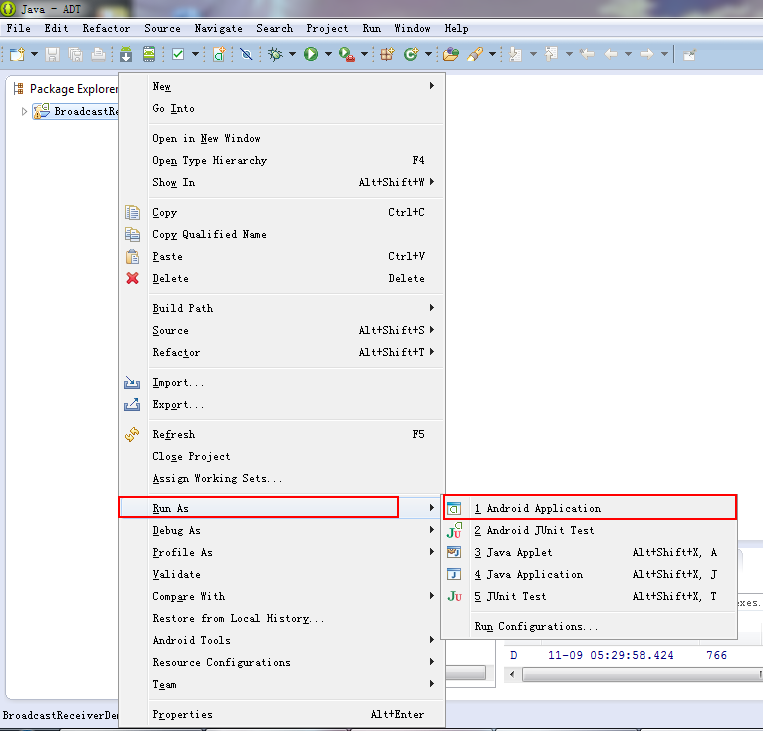 Java - ADT
File Edit Refactor Source Navigate Search Project Run Window Help
Package Explorer
BroadcastRe
New
Go Into
Open in New Window
Open Type Hierarchy F4
Show In Alt+Shift+W
Copy Ctrl+C
Copy Qualified Name
Paste Ctrl+V
Delete Delete
Build Path
Source Alt+Shift+S
Refactor Alt+Shift+T
Import...
Export...
Refresh F5
Close Project
Assign Working Sets...
Run As
Debug As
Profile As
Validate
Compare With
Restore from Local History...
Android Tools
Resource Configurations
Team
Properties Alt+Enter
1 Android Application
2 Android JUnit Test
3 Java Applet Alt+Shift+X, A
4 Java Application Alt+Shift+X, J
5 JUnit Test Alt+Shift+X, T
Run Configurations...
exes.
D 11-09 05:29:58.424 766
BroadcastReceiverDem